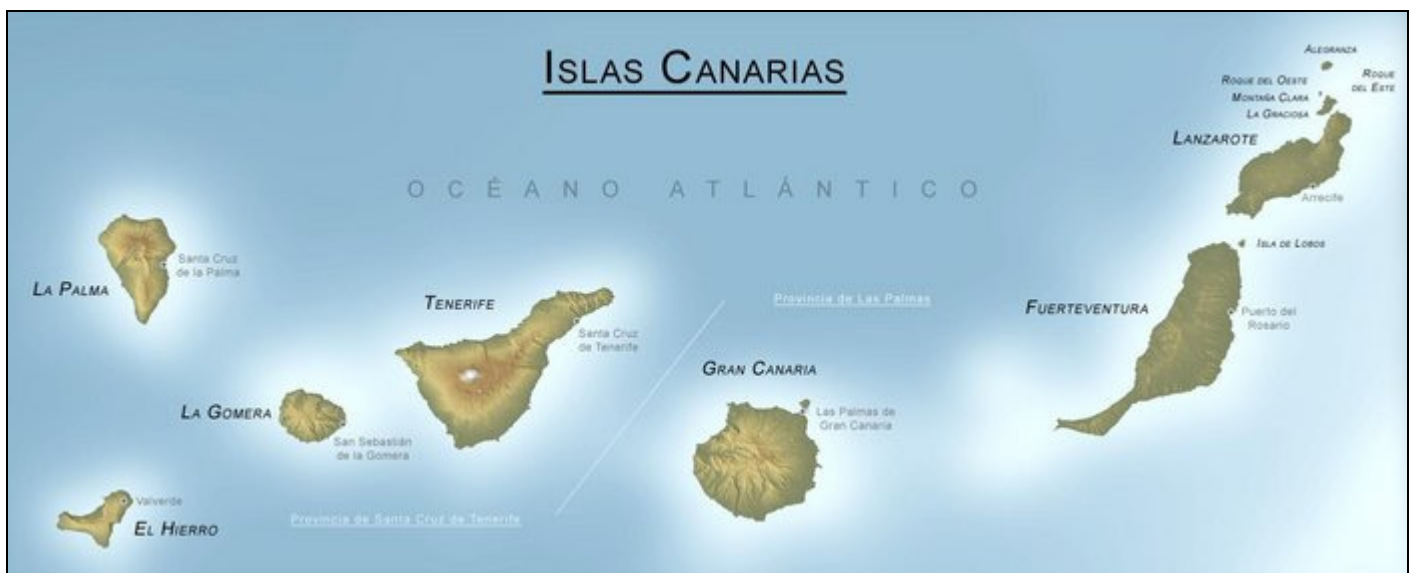 ISLAS CANARIAS
ALEGRANZA
ROQUE DEL OESTE
ROQUE
DEL ESTE
MONTAÑA CLARA
LA GRACIOSA
LANZAROTE
OCÉANO ATLÁNTICO
Arrecife
ISLA DE LOBOS
Santa Cruz
de la Palma
LA PALMA
TENERIFE
Provincia de Las Palmas
FUERTEVENTURA
Puerto del
Rosario
Santa Cruz
de Tenerife
GRAN CANARIA
LA GOMERA
Las Palmas de
Gran Canaria
San Sebastián
de la Gomera
Valverde
Provincia de Santa Cruz de Tenerife
EL HIERRO